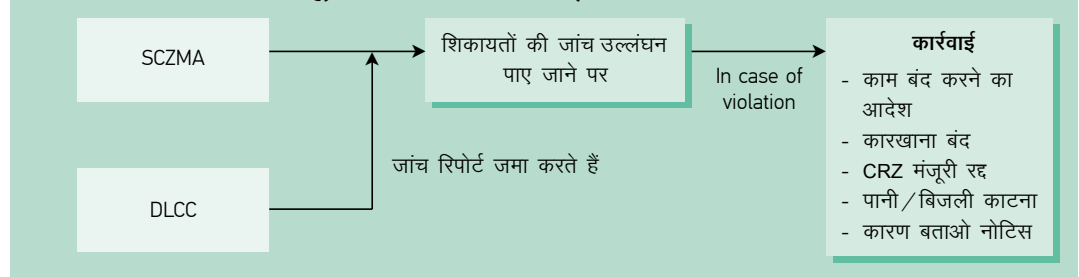 SCZMA
शिकायतों की जांच उल्लंघन
पाए जाने पर
In case of
violation
कार्रवाई
- काम बंद करने का
आदेश
- कारखाना बंद
- CRZ मंजूरी रद्द
- पानी/बिजली काटना
- कारण बताओ नोटिस
जांच रिपोर्ट जमा करते हैं
DLCC